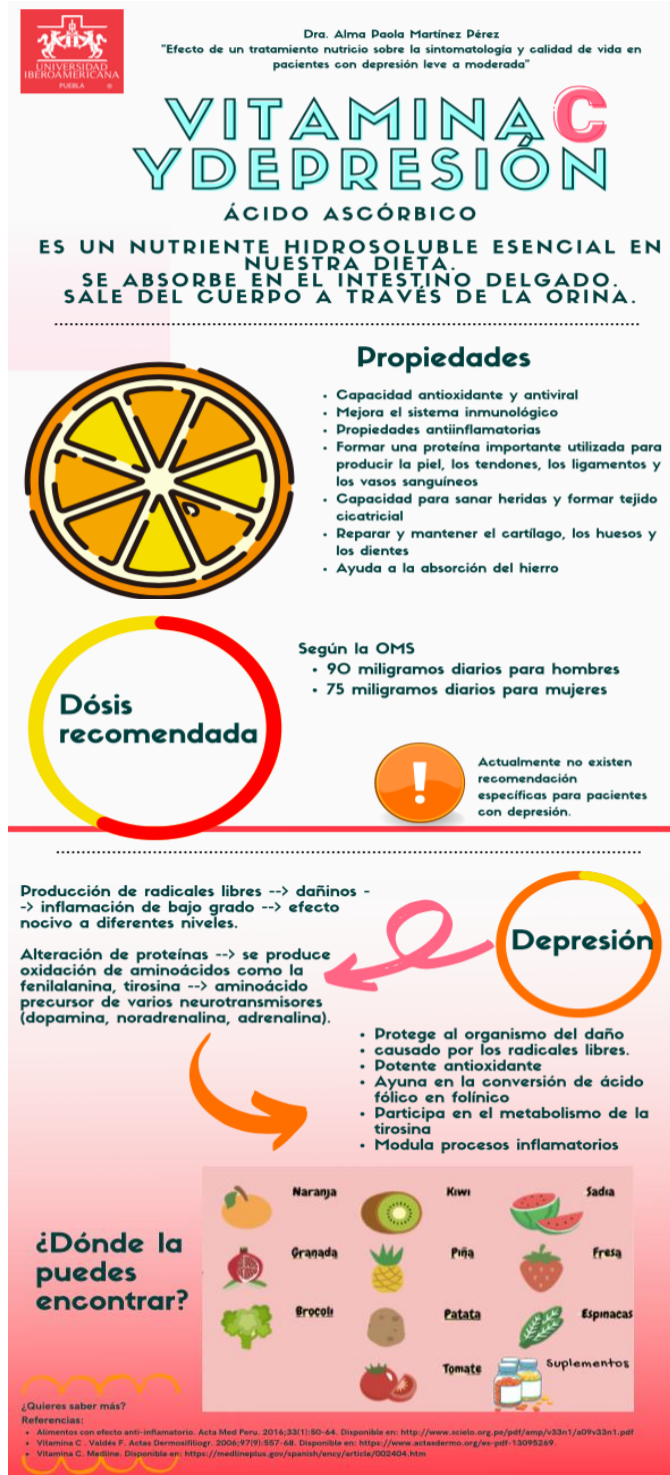 UNIVERSIDAD
IBEROAMERICANA
PUEBLA ®
Dra. Alma Paola Martínez Pérez
"Efecto de un tratamiento nutricio sobre la sintomatología y calidad de vida en
pacientes con depresión leve a moderada"
VITAMINA C
YDEPRESIÓN
ÁCIDO ASCÓRBICO
ES UN NUTRIENTE HIDROSOLUBLE ESENCIAL EN
NUESTRA DIETA.
SE ABSORBE EN EL INTESTINO DELGADO.
SALE DEL CUERPO A TRAVÉS DE LA ORINA.
Propiedades
• Capacidad antioxidante y antiviral
• Mejora el sistema inmunológico
• Propiedades antiinflamatorias
• Formar una proteína importante utilizada para
producir la piel, los tendones, los ligamentos y
los vasos sanguíneos
• Capacidad para sanar heridas y formar tejido
cicatricial
• Reparar y mantener el cartílago, los huesos y
los dientes
• Ayuda a la absorción del hierro
Dósis
recomendada
Según la OMS
• 90 miligramos diarios para hombres
• 75 miligramos diarios para mujeres
!
Actualmente no existen
recomendación
específicas para pacientes
con depresión.
Producción de radicales libres --> dañinos -
-> inflamación de bajo grado --> efecto
nocivo a diferentes niveles.
Alteración de proteínas --> se produce
oxidación de aminoácidos como la
fenilalanina, tirosina --> aminoácido
precursor de varios neurotransmisores
(dopamina, noradrenalina, adrenalina).
Depresión
• Protege al organismo del daño
• causado por los radicales libres.
• Potente antioxidante
• Ayuna en la conversión de ácido
fólico en folínico
• Participa en el metabolismo de la
tirosina
• Modula procesos inflamatorios
¿Dónde la
puedes
encontrar?
Naranja
Kiwi
Sadia
Granada
Piña
Fresa
Brocoli
Patata
Espinacas
Tomate
Suplementos
¿Quieres saber más?
Referencias:
• Alimentos con efecto anti-inflamatorio. Acta Med Peru. 2016;33(1):50-64. Disponible en: http://www.scielo.org.pe/pdf/amp/v33n1/a09v33n1.pdf
• Vitamina C . Valdés F. Actas Dermosifiliogr. 2006;97(9):557-68. Disponible en: https://www.actasdermo.org/es-pdf-13095269.
• Vitamina C. Medline. Disponible en: https://medlineplus.gov/spanish/ency/article/002404.htm